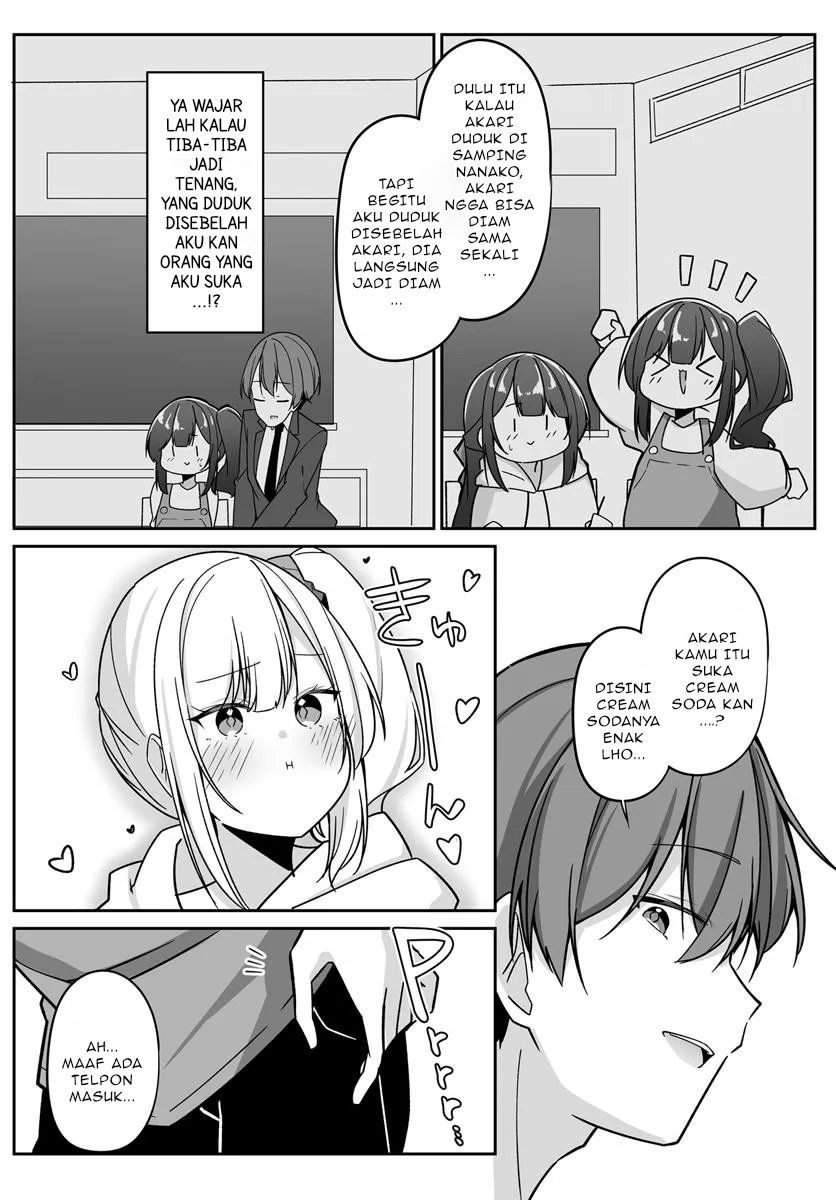 DULU ITU
KALAU
AKARI
DUDUK DI
SAMPING
NANAKO,
AKARI
NGGA BISA
DIAM
SAMA
SEKALI
...
TAPI
BEGITU
AKU DUDUK
DISEBELAH
AKARI, DIA
LANGSUNG
JADI DIAM
...
YA WAJAR
LAH KALAU
TIBA-TIBA
JADI
TENANG,
YANG DUDUK
DISEBELAH
AKU KAN
ORANG YANG
AKU SUKA
...!?
AKARI
KAMU ITU
SUKA
CREAM
SODA KAN
....?
DISINI
CREAM
SODANYA
ENAK
LHO...
きゅーん
Prrrr...
AH...
MAAF ADA
TELPON
MASUK...